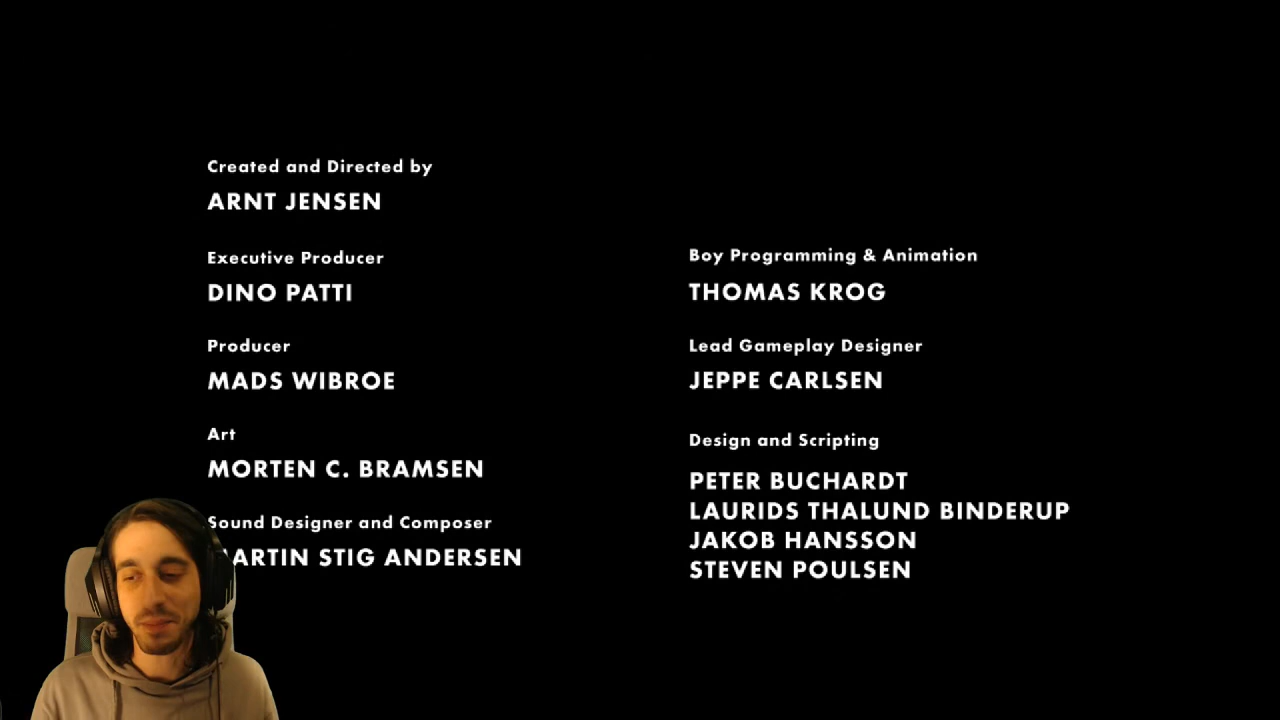 Created and Directed by
ARNT JENSEN
Executive Producer
DINO PATTI
Producer
MADS WIBROE
Art
MORTEN C. BRAMSEN
Sound Designer and Composer
MARTIN STIG ANDERSEN
Boy Programming & Animation
THOMAS KROG
Lead Gameplay Designer
JEPPE CARLSEN
Design and Scripting
PETER BUCHARDT
LAURIDS THALUND BINDERUP
JAKOB HANSSON
STEVEN POULSEN